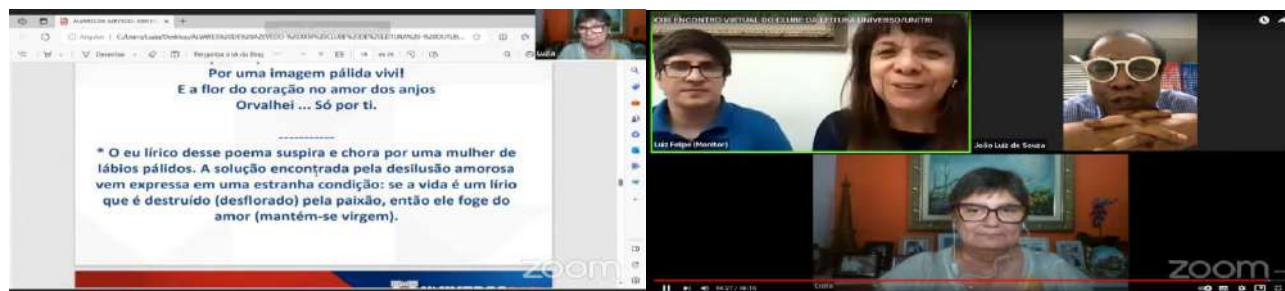 Por uma imagem pálida vivi!
E a flor do coração no amor dos anjos
Orvalhei ... Só por ti.
-----------
* O eu lírico desse poema suspira e chora por uma mulher de
lábios pálidos. A solução encontrada pela desilusão amorosa
vem expressa em uma estranha condição: se a vida é um lírio
que é destruído (desflorado) pela paixão, então ele foge do
amor (mantém-se virgem).
zoom
XXIII ENCONTRO VIRTUAL DO CLUBE DA LEITURA UNIVERSO/UNITRI
Luiz Felipe (Monitor)
João Luiz de Souza
zoom